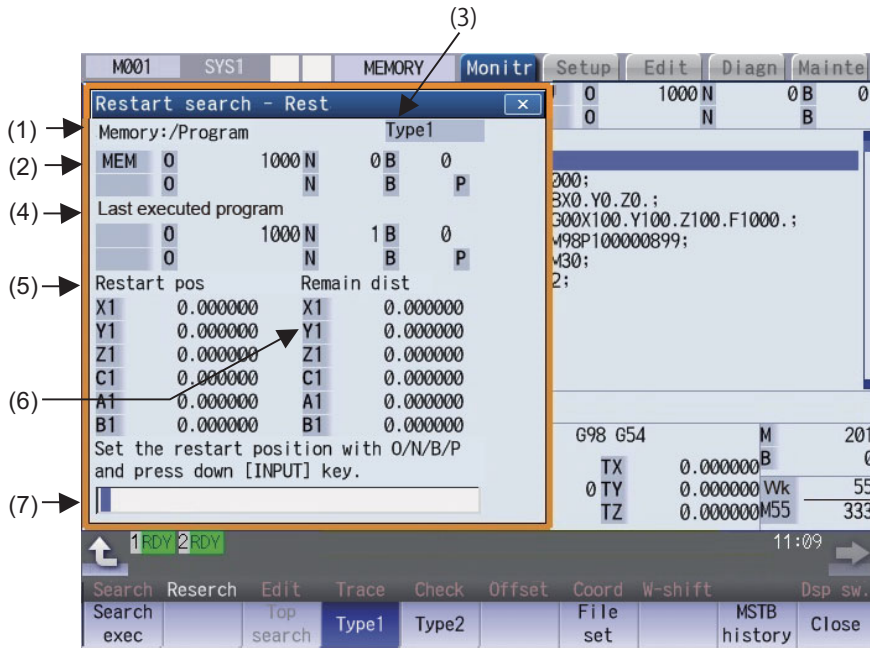 (3)
M001 SYS1 MEMORY Monitr Setup Edit Diagn Mainte
Restart search - Rest ×
O 1000 N 0 B 0
O N B
(1) Memory:/Program Type1
(2) MEM O 1000 N 0 B 0
O N B P
(4) Last executed program
O 1000 N 1 B 0
O N B P
000;
X0.Y0.Z0.;
G00X100.Y100.Z100.F1000.;
M98P100000899;
M30;
2;
(5) Restart pos Remain dist
X1 0.000000 X1 0.000000
Y1 0.000000 Y1 0.000000
Z1 0.000000 Z1 0.000000
C1 0.000000 C1 0.000000
(6) A1 0.000000 A1 0.000000
B1 0.000000 B1 0.000000
Set the restart position with O/N/B/P
and press down [INPUT] key.
(7)
G98 G54 M 201
B 0
TX 0.000000
0 TY 0.000000 Wk 55
TZ 0.000000 M55 333
1 RDY 2 RDY 11:09
Search Reserch Edit Trace Check Offset Coord W-shift Dsp sw.
Search exec Top search Type1 Type2 File set MSTB history Close